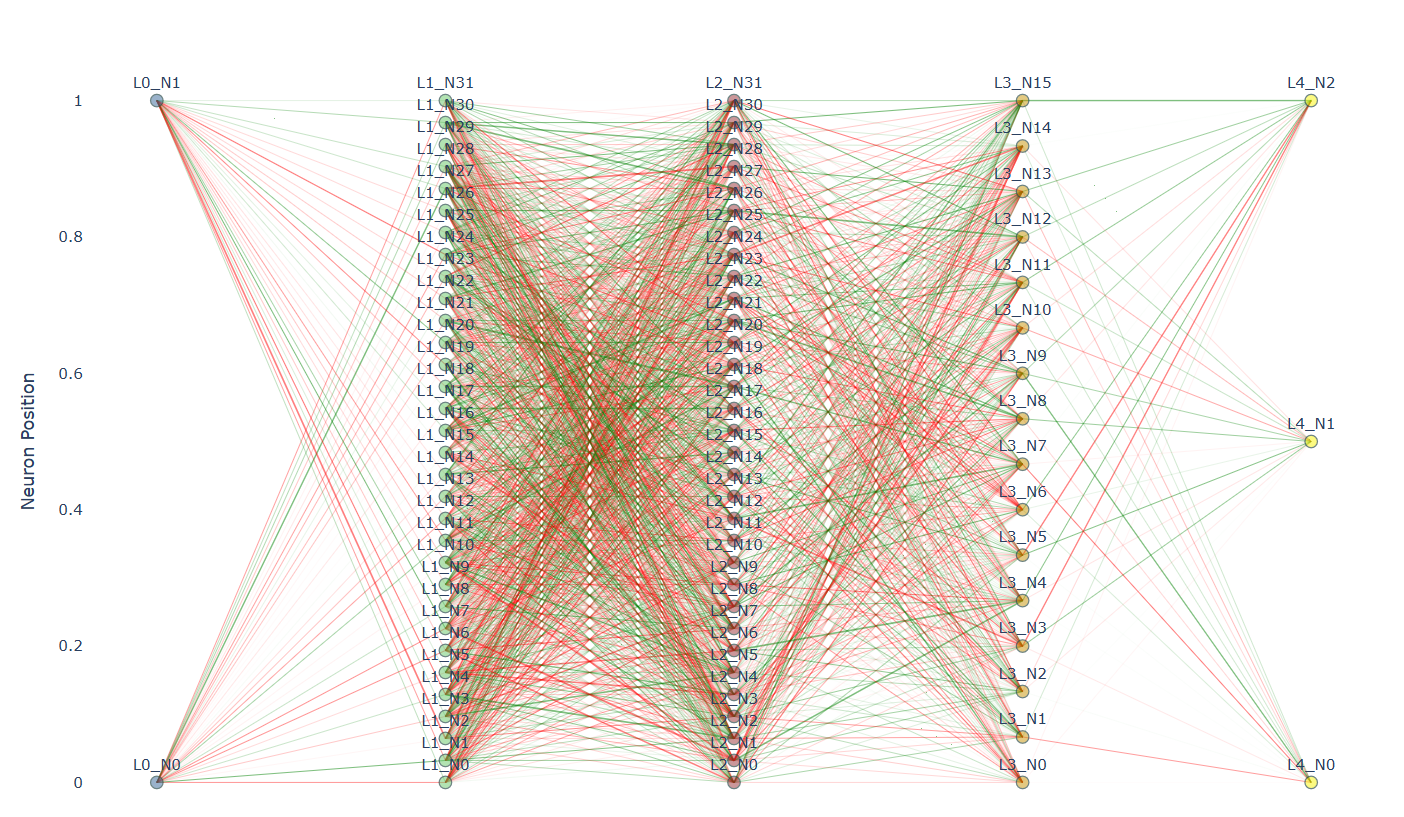 Neuron Position
1
0.8
0.6
0.4
0.2
0
L0_N1
L0_N0
L1_N31
L1_N30
L1_N29
L1_N28
L1_N27
L1_N26
L1_N25
L1_N24
L1_N23
L1_N22
L1_N21
L1_N20
L1_N19
L1_N18
L1_N17
L1_N16
L1_N15
L1_N14
L1_N13
L1_N12
L1_N11
L1_N10
L1_N9
L1_N8
L1_N7
L1_N6
L1_N5
L1_N4
L1_N3
L1_N2
L1_N1
L1_N0
L2_N31
L2_N30
L2_N29
L2_N28
L2_N27
L2_N26
L2_N25
L2_N24
L2_N23
L2_N22
L2_N21
L2_N20
L2_N19
L2_N18
L2_N17
L2_N16
L2_N15
L2_N14
L2_N13
L2_N12
L2_N11
L2_N10
L2_N9
L2_N8
L2_N7
L2_N6
L2_N5
L2_N4
L2_N3
L2_N2
L2_N1
L2_N0
L3_N15
L3_N14
L3_N13
L3_N12
L3_N11
L3_N10
L3_N9
L3_N8
L3_N7
L3_N6
L3_N5
L3_N4
L3_N3
L3_N2
L3_N1
L3_N0
L4_N2
L4_N1
L4_N0